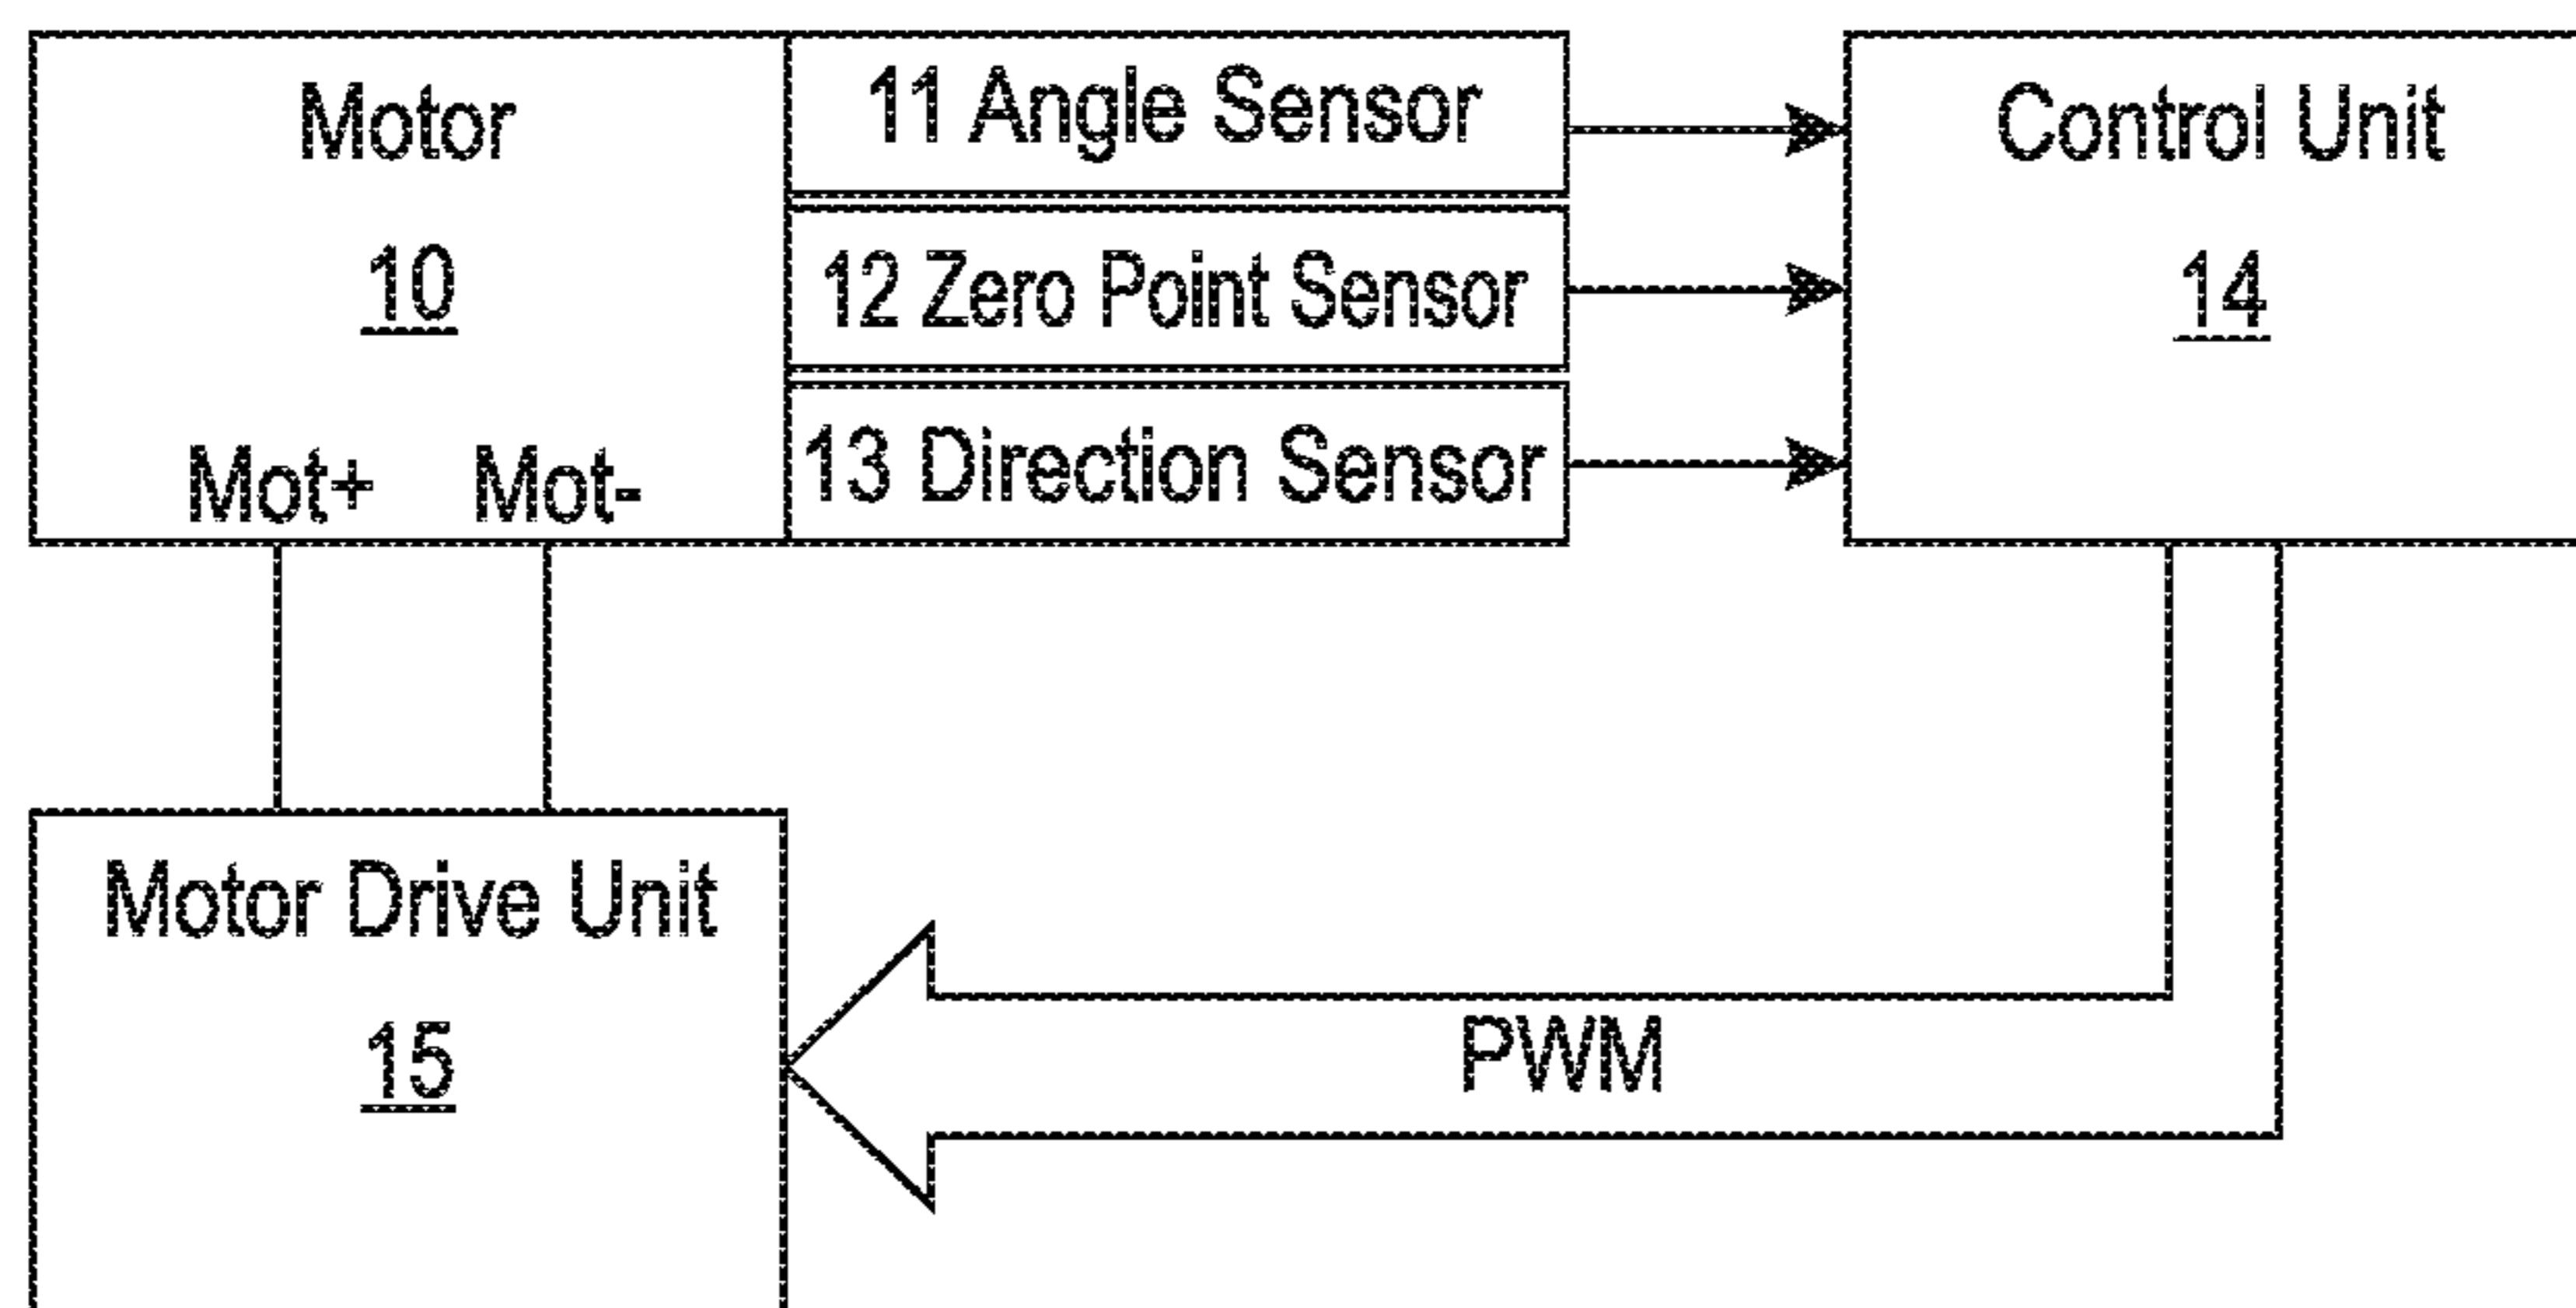 Motor
10
Mot+ Mot-
11 Angle Sensor
12 Zero Point Sensor
13 Direction Sensor
Control Unit
14
Motor Drive Unit
15
PWM